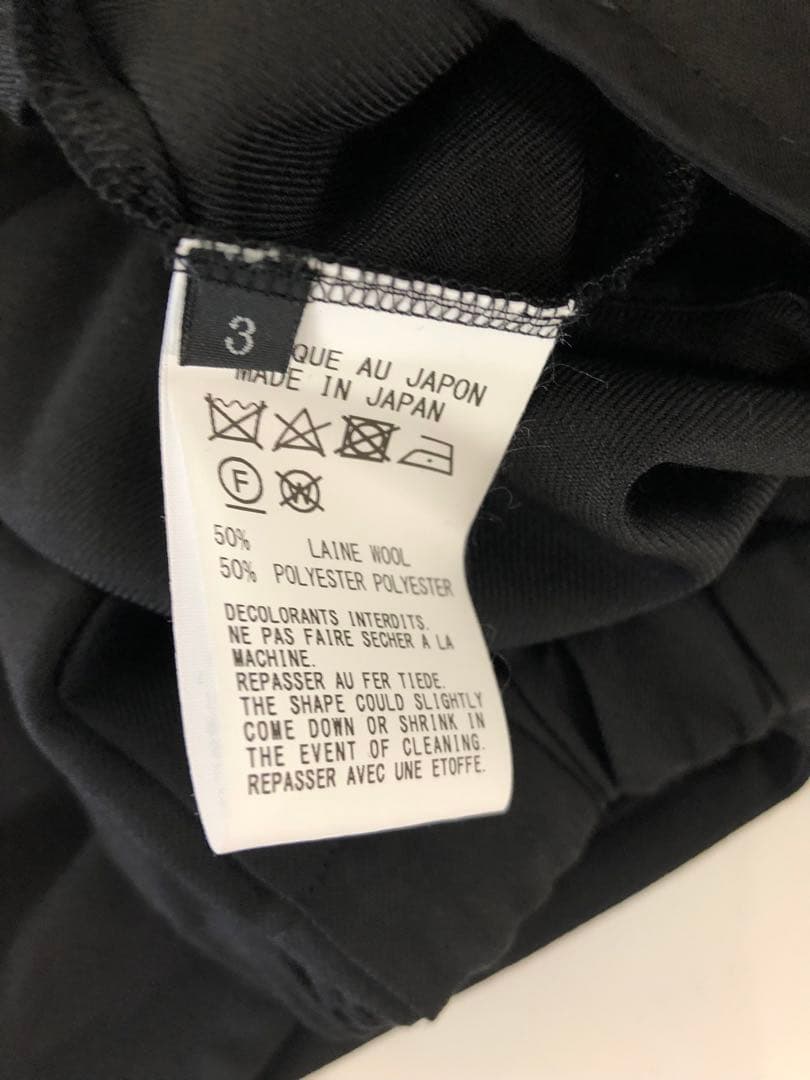 3
QUE AU JAPON
MADE IN JAPAN
F
W
50% LAINE WOOL
50% POLYESTER POLYESTER
DECOLORANTS INTERDITS.
NE PAS FAIRE SECHER A LA
MACHINE.
REPASSER AU FER TIEDE.
THE SHAPE COULD SLIGHTLY
COME DOWN OR SHRINK IN
THE EVENT OF CLEANING.
REPASSER AVEC UNE ETOFFE.